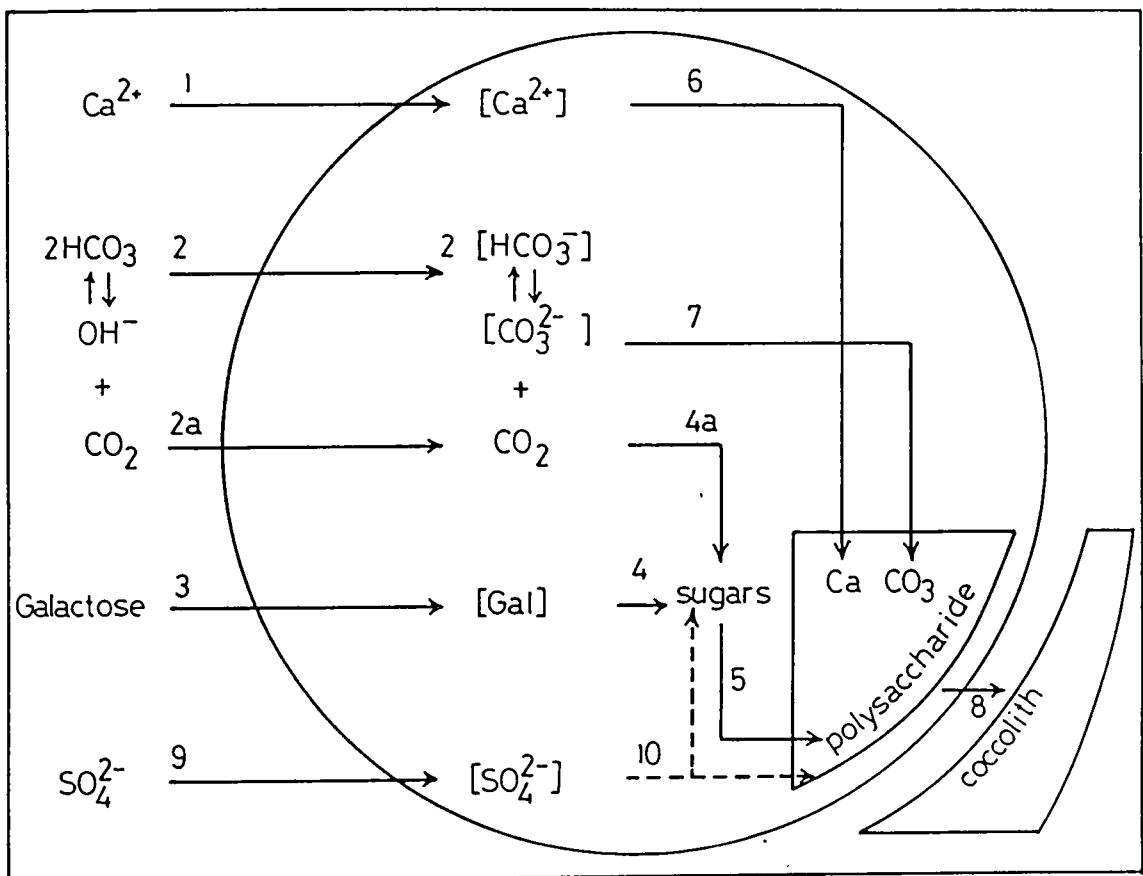 1 6
Ca²⁺ → [Ca²⁺]
2HCO₃ 2 2 [HCO₃⁻]
↑↓ → ↑↓
OH⁻ [CO₃²⁻] 7
+ +
CO₂ 2a → CO₂ 4a
Galactose 3 → [Gal] 4 → sugars Ca CO₃
5 polysaccharide 8 coccolith
SO₄²⁻ 9 → [SO₄²⁻] 10